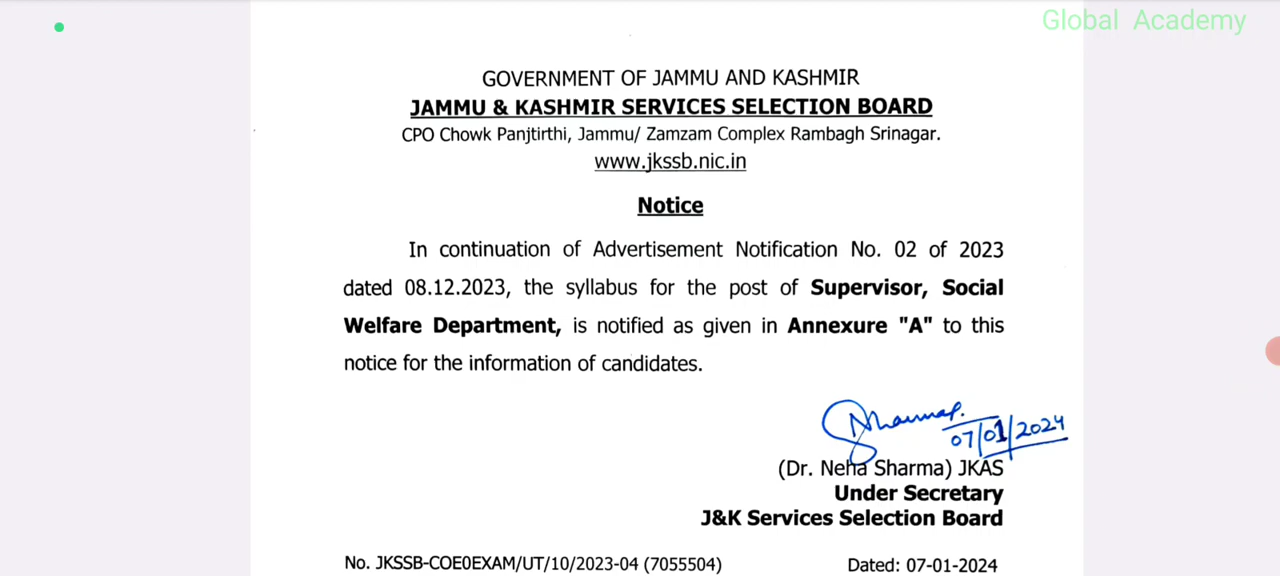 Global Academy
GOVERNMENT OF JAMMU AND KASHMIR
JAMMU & KASHMIR SERVICES SELECTION BOARD
CPO Chowk Panjtirthi, Jammu/ Zamzam Complex Rambagh Srinagar.
www.jkssb.nic.in
Notice
In continuation of Advertisement Notification No. 02 of 2023
dated 08.12.2023, the syllabus for the post of Supervisor, Social
Welfare Department, is notified as given in Annexure "A" to this
notice for the information of candidates.
07/01/2024
(Dr. Neha Sharma) JKAS
Under Secretary
J&K Services Selection Board
No. JKSSB-COE0EXAM/UT/10/2023-04 (7055504) Dated: 07-01-2024